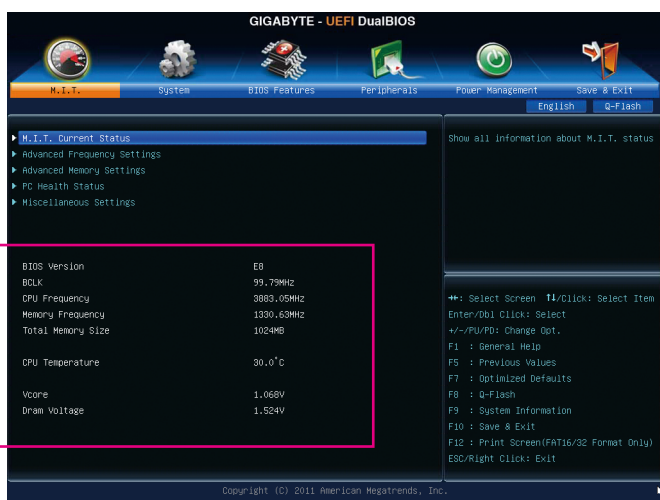 GIGABYTE - UEFI DualBIOS
M.I.T. System BIOS Features Peripherals Power Management Save & Exit
English Q-Flash
M.I.T. Current Status
Advanced Frequency Settings
Advanced Memory Settings
PC Health Status
Miscellaneous Settings
Show all information about M.I.T. status
BIOS Version E8
BCLK 99.79MHz
CPU Frequency 3883.05MHz
Memory Frequency 1330.63MHz
Total Memory Size 1024MB
CPU Temperature 30.0°C
Vcore 1.068V
Dram Voltage 1.524V
→←: Select Screen ↑↓/Click: Select Item
Enter/Dbl Click: Select
+/-/PU/PD: Change Opt.
F1 : General Help
F5 : Previous Values
F7 : Optimized Defaults
F8 : Q-Flash
F9 : System Information
F10 : Save & Exit
F12 : Print Screen(FAT16/32 Format Only)
ESC/Right Click: Exit
Copyright (C) 2011 American Megatrends, Inc.